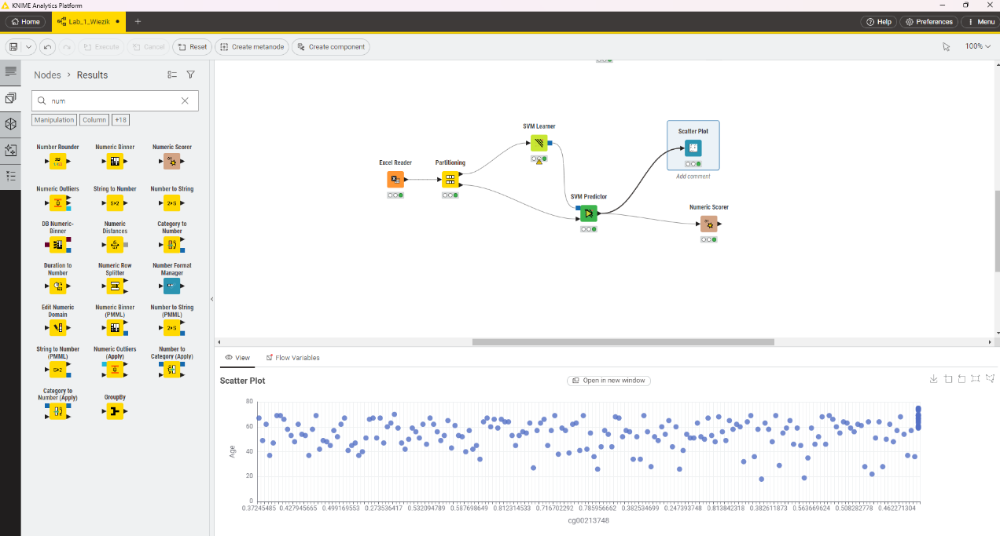 KNIME Analytics Platform
Home
Lab_1_Wiezik
Help
Preferences
Menu
Execute
Cancel
Reset
Create metanode
Create component
100%
Nodes > Results
num
Manipulation
Column
+18
Number Rounder
Numeric Binner
Numeric Scorer
Numeric Outliers
String to Number
Number to String
DB Numeric-
Binner
Numeric
Distances
Category to
Number
Duration to
Number
Numeric Row
Splitter
Number Format
Manager
Edit Numeric
Domain
Numeric Binner
(PMML)
Number to String
(PMML)
String to Number
(PMML)
Numeric Outliers
(Apply)
Number to
Category (Apply)
Category to
Number (Apply)
GroupBy
Excel Reader
Partitioning
SVM Learner
SVM Predictor
Scatter Plot
Add comment
Numeric Scorer
View
Flow Variables
Scatter Plot
Open in new window
80
60
40
20
0
Age
0.37245485 0.427945665 0.499169553 0.273536417 0.532094789 0.587698649 0.812314533 0.716702292 0.785956662 0.382534699 0.247393748 0.813842318 0.382611873 0.563669624 0.508282778 0.462271304
cg00213748